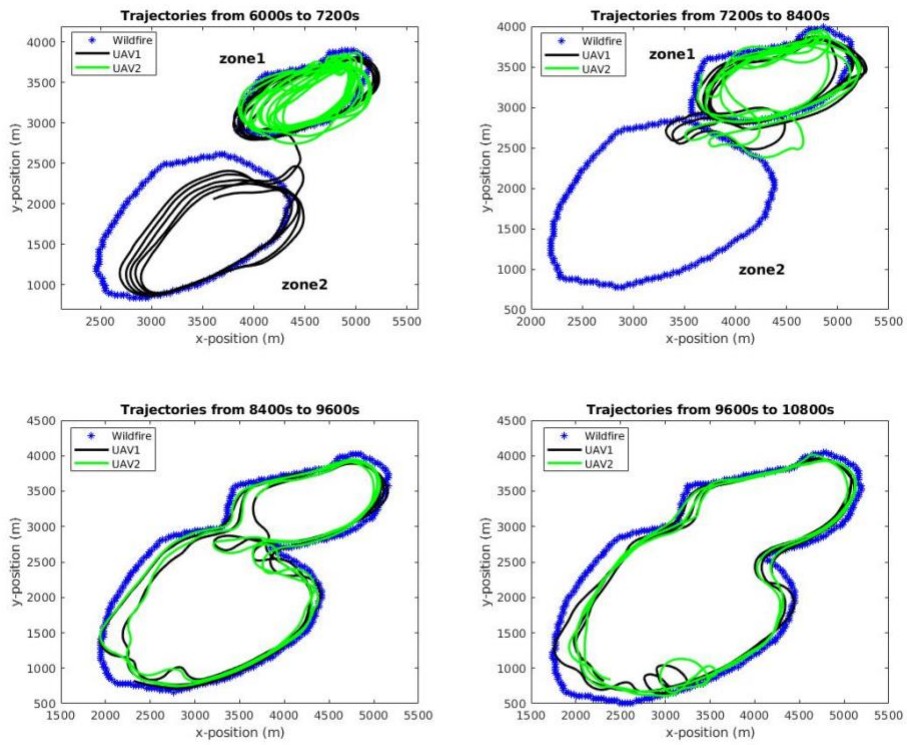 Trajectories from 6000s to 7200s
4000
3500
3000
2500
2000
1500
1000
y-position (m)
Wildfire
UAV1
UAV2
zone1
zone2
2500 3000 3500 4000 4500 5000 5500
x-position (m)
Trajectories from 7200s to 8400s
4000
3500
3000
2500
2000
1500
1000
500
y-position (m)
Wildfire
UAV1
UAV2
zone1
zone2
2000 2500 3000 3500 4000 4500 5000 5500
x-position (m)
Trajectories from 8400s to 9600s
4500
4000
3500
3000
2500
2000
1500
1000
500
y-position (m)
Wildfire
UAV1
UAV2
1500 2000 2500 3000 3500 4000 4500 5000 5500
x-position (m)
Trajectories from 9600s to 10800s
4500
4000
3500
3000
2500
2000
1500
1000
500
y-position (m)
Wildfire
UAV1
UAV2
1500 2000 2500 3000 3500 4000 4500 5000 5500
x-position (m)